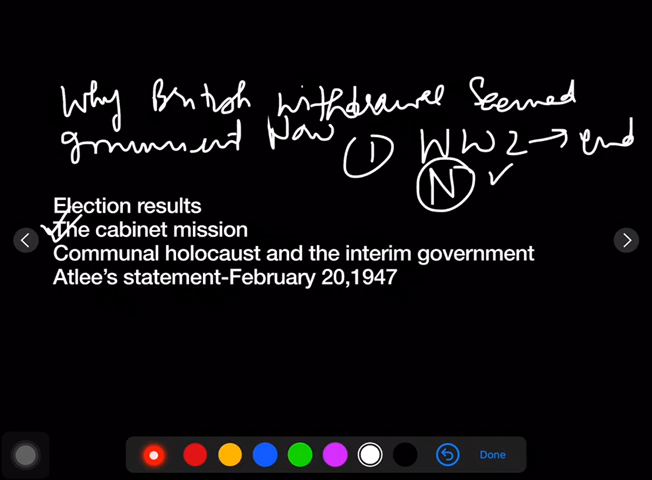 Why British withdrawal Seemed
Now
① WW2 → end
N ✓
Election results
The cabinet mission
Communal holocaust and the interim government
Atlee's statement-February 20,1947
Done